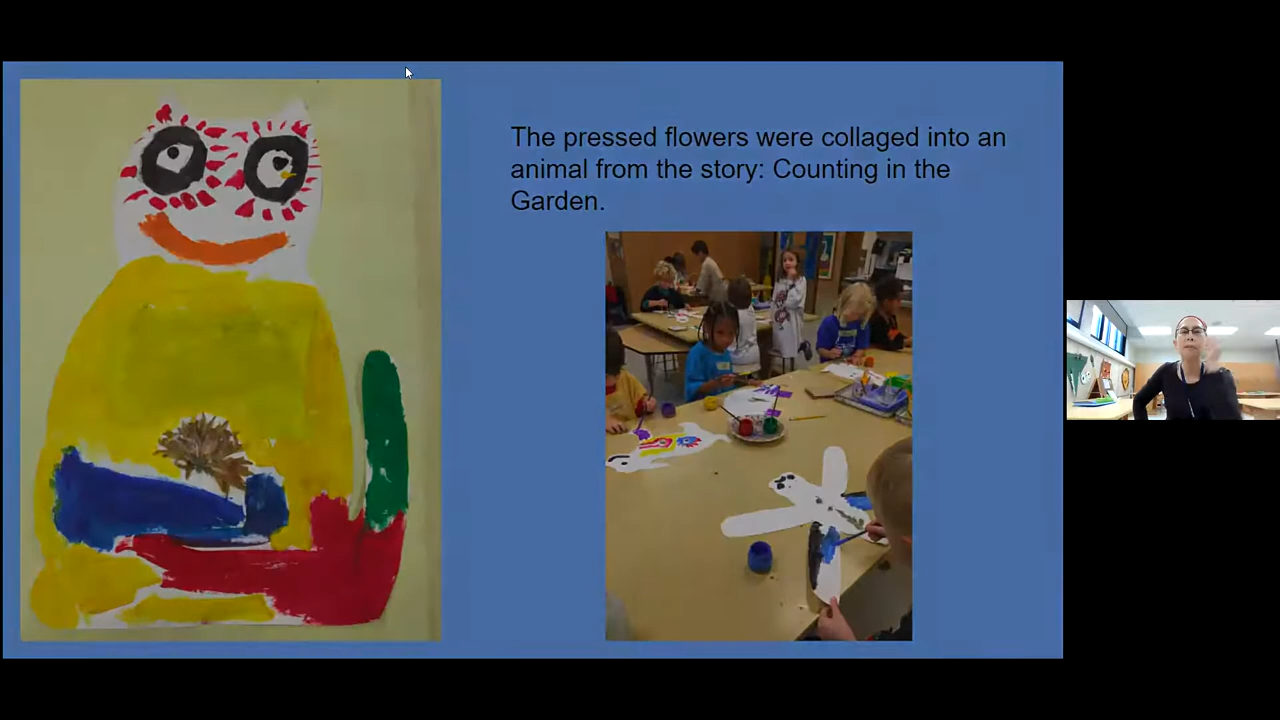 The pressed flowers were collaged into an
animal from the story: Counting in the
Garden.